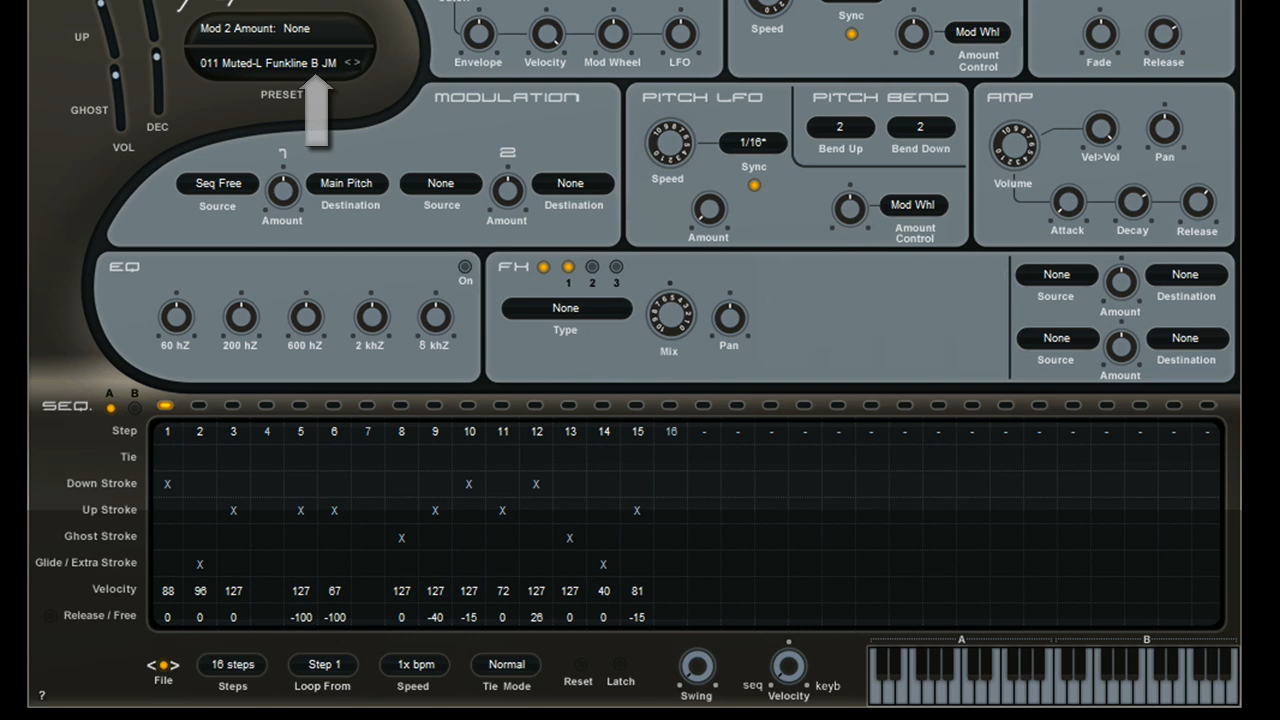 UP
GHOST
DEC
VOL
Mod 2 Amount: None
011 Muted-L Funkline B JM < >
PRESET
Envelope Velocity Mod Wheel LFO
Speed
Sync
Mod Whl
Amount
Control
Fade Release
MODULATION
1
2
Seq Free
Source
Amount
Main Pitch
Destination
None
Source
Amount
None
Destination
PITCH LFO
Speed
1/16*
Sync
Amount
PITCH BEND
2 2
Bend Up Bend Down
Mod Whl
Amount
Control
AMP
Volume
Vel>Vol
Pan
Attack Decay Release
EQ
On
60 hZ 200 hZ 600 hZ 2 khZ 8 khZ
FX
1 2 3
None
Type
Mix
Pan
None
Source
Amount
None
Destination
None
Source
Amount
None
Destination
SEQ.
A B
Step 1 2 3 4 5 6 7 8 9 10 11 12 13 14 15 16 - - - - - - - - - - - - - - - -
Tie
Down Stroke X X X
Up Stroke X X X X X X
Ghost Stroke X X
Glide / Extra Stroke X X
Velocity 88 96 127 127 67 127 127 127 72 127 127 40 81
Release / Free 0 0 0 -100 -100 0 -40 -15 0 26 0 0 -15
< >
File
16 steps
Steps
Step 1
Loop From
1x bpm
Speed
Normal
Tie Mode
Reset
Latch
Swing
seq
Velocity
keyb
A
B
?